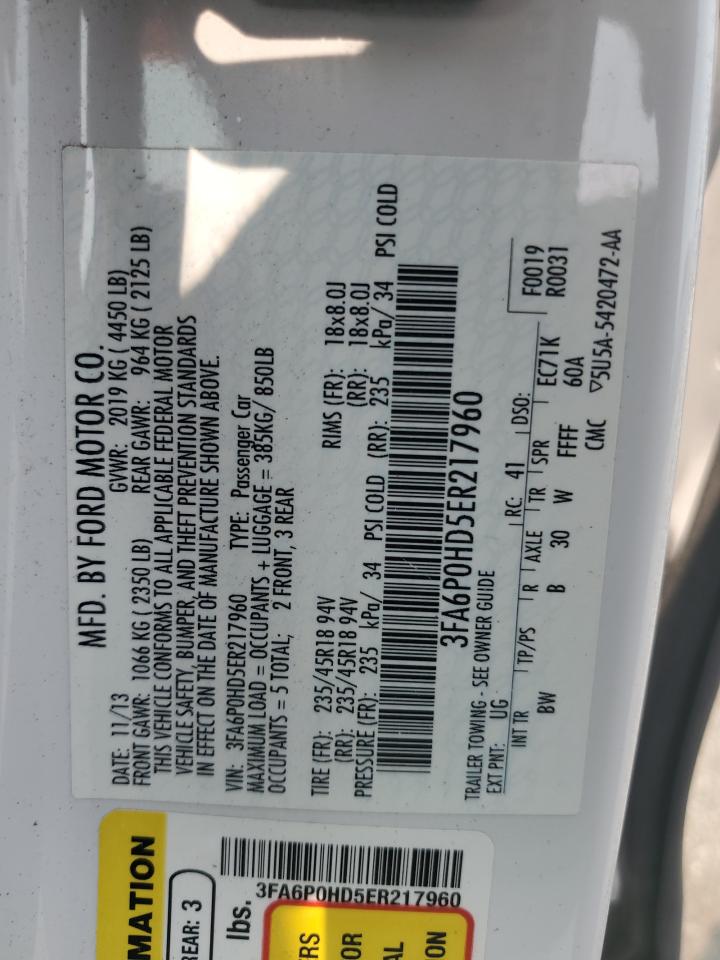 MFD. BY FORD MOTOR CO.
DATE: 11/13 GVWR: 2019 KG ( 4450 LB)
FRONT GAWR: 1066 KG ( 2350 LB) REAR GAWR: 964 KG ( 2125 LB)
THIS VEHICLE CONFORMS TO ALL APPLICABLE FEDERAL MOTOR
VEHICLE SAFETY, BUMPER, AND THEFT PREVENTION STANDARDS
IN EFFECT ON THE DATE OF MANUFACTURE SHOWN ABOVE.
VIN: 3FA6P0HD5ER217960 TYPE: Passenger Car
MAXIMUM LOAD = OCCUPANTS + LUGGAGE = 385KG/ 850LB
OCCUPANTS = 5 TOTAL; 2 FRONT, 3 REAR
TIRE (FR): 235/45R18 94V RIMS (FR): 18x8.0J
(RR): 235/45R18 94V (RR): 18x8.0J
PRESSURE (FR): 235 kPa/ 34 PSI COLD (RR): 235 kPa/ 34 PSI COLD
3FA6P0HD5ER217960
TRAILER TOWING - SEE OWNER GUIDE
EXT PNT: UG RC: 41 DSO: F0019
R0031
INT TR TP/PS R AXLE TR SPR EC71K
BW B 30 W FFFF 60A
CMC ▽5U5A-5420472-AA
MATION
REAR: 3
lbs.
3FA6P0HD5ER217960
ERS
OR
AL
ON